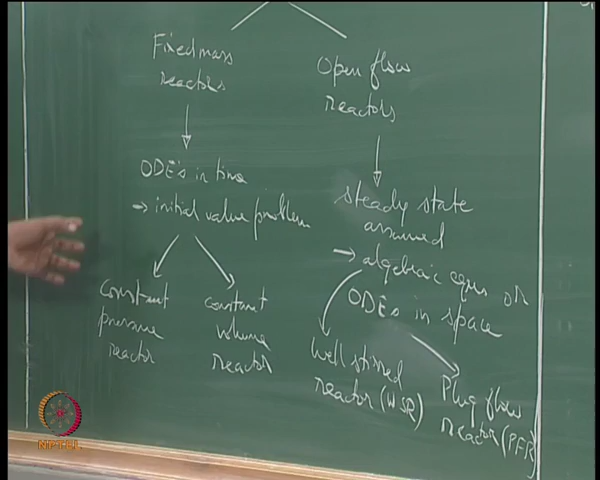 Fixed mass
reactors
Open flow
reactors
ODE's in time
→ initial value problem
steady state
assumed
→ algebraic eqns or
ODEs in space
constant
pressure
reactor
constant
volume
reactor
Well stirred
reactor (WSR)
Plug flow
reactor (PFR)
NPTEL